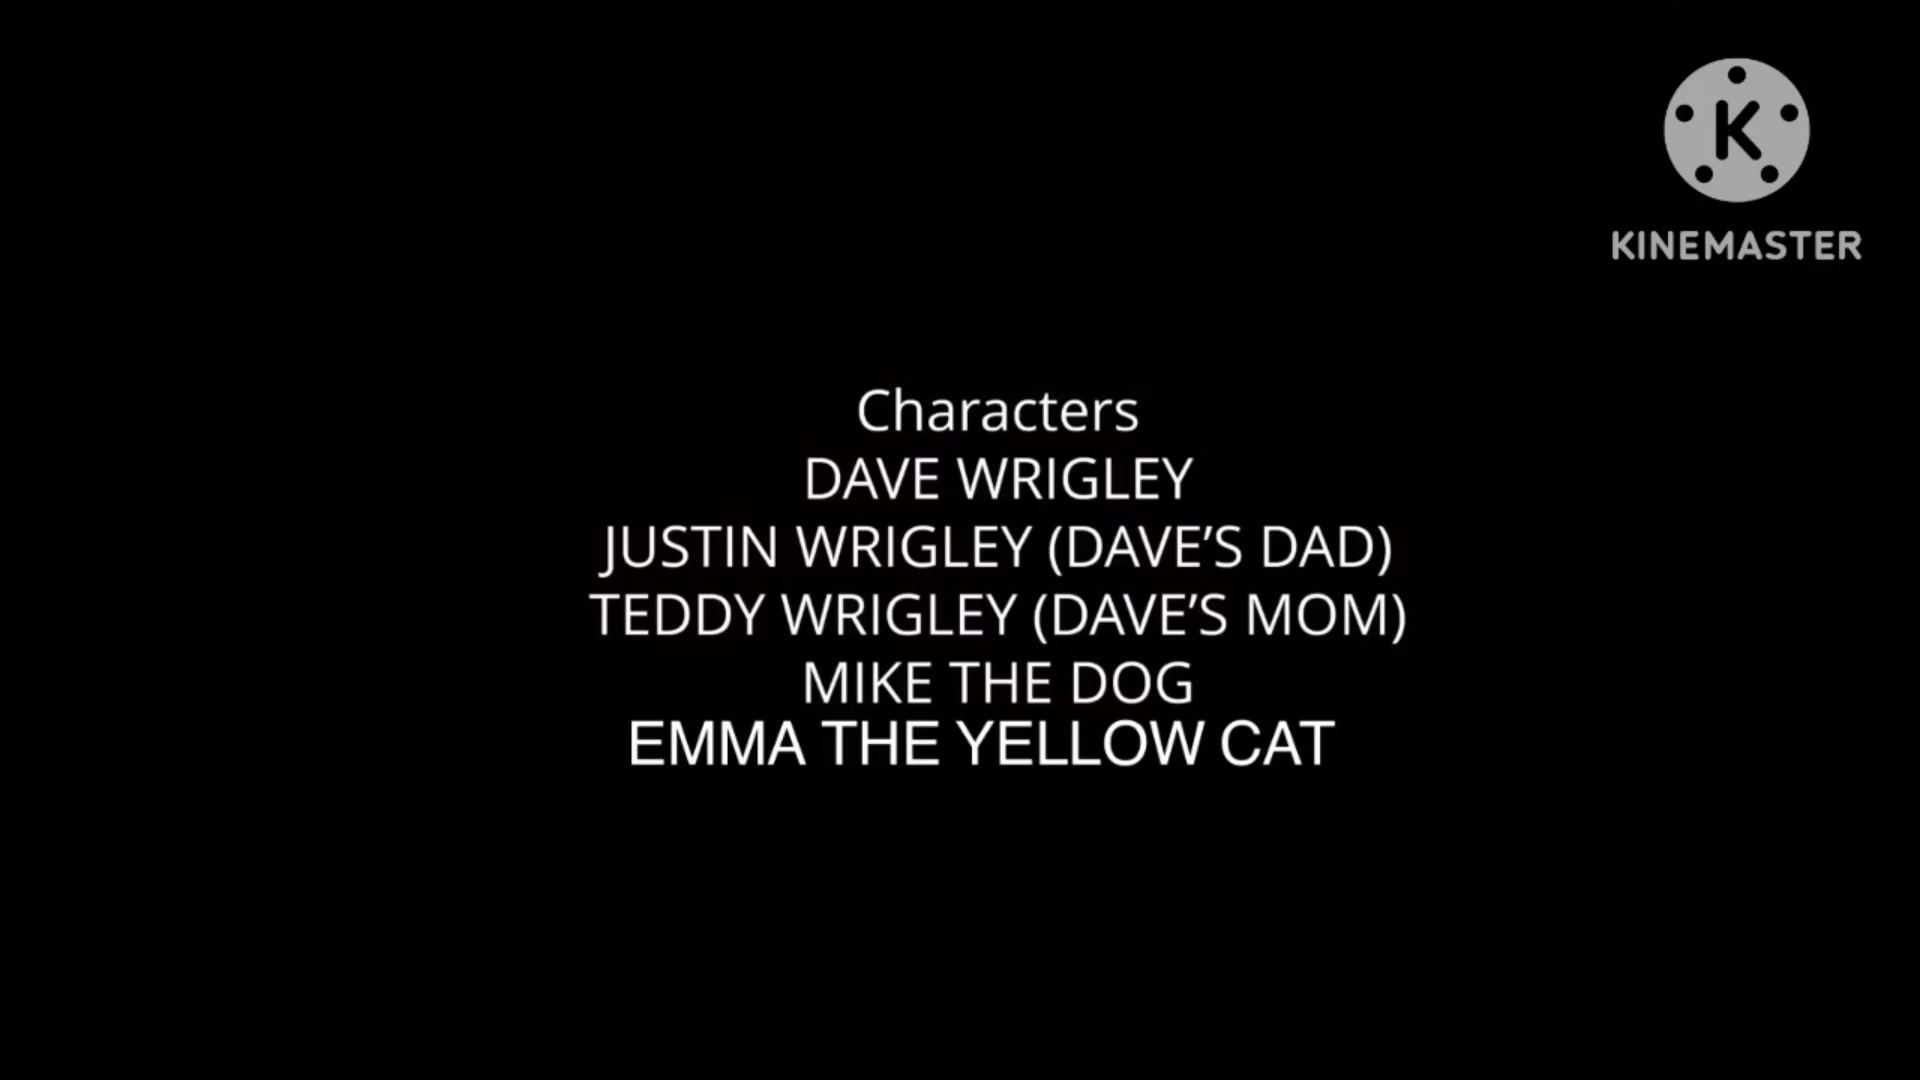 K
KINEMASTER
Characters
DAVE WRIGLEY
JUSTIN WRIGLEY (DAVE’S DAD)
TEDDY WRIGLEY (DAVE’S MOM)
MIKE THE DOG
EMMA THE YELLOW CAT